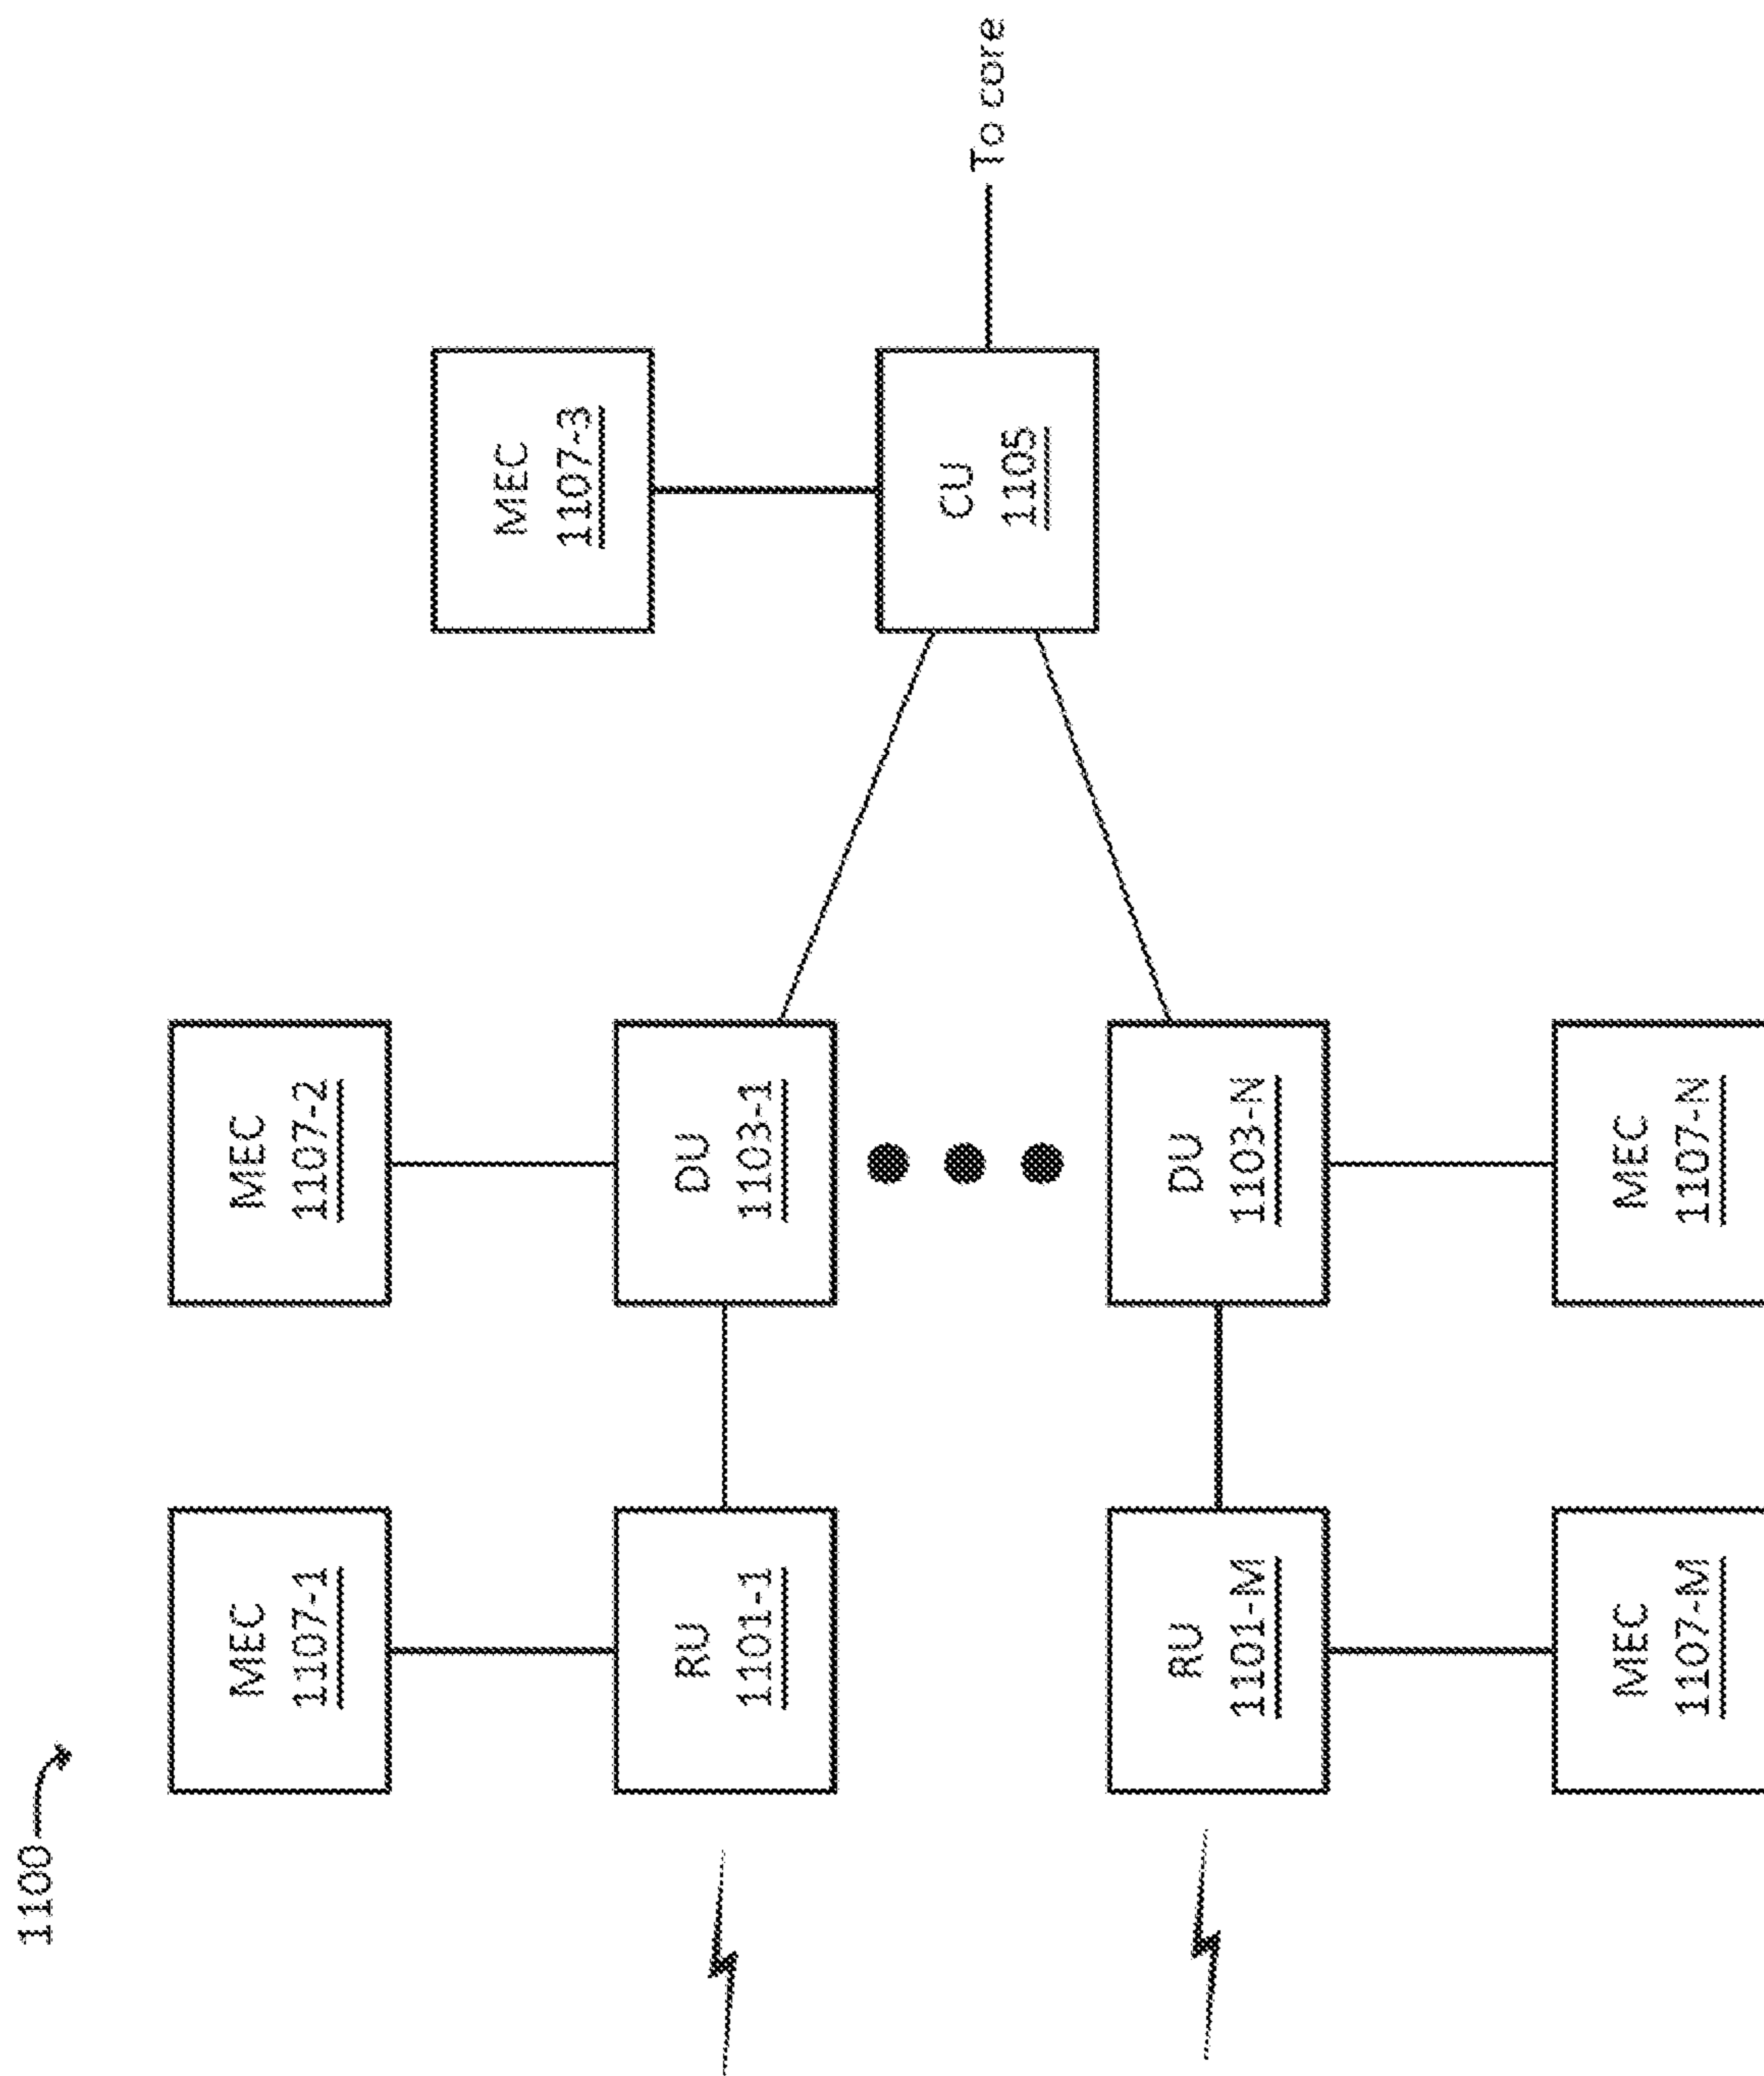 1100
MEC
1107-1
MEC
1107-2
MEC
1107-3
RU
1101-1
DU
1103-1
CU
1105
To core
RU
1101-M
DU
1103-N
MEC
1107-M
MEC
1107-N